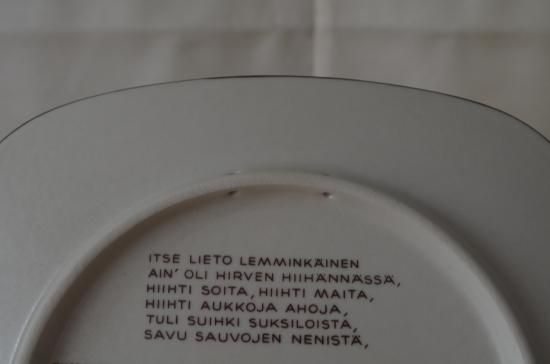 ITSE LIETO LEMMINKÄINEN
AIN' OLI HIRVEN HIIHÄNNÄSSÄ,
HIIHTI SOITA, HIIHTI MAITA,
HIIHTI AUKKOJA AHOJA,
TULI SUIHKI SUKSILOISTA,
SAVU SAUVOJEN NENISTÄ,